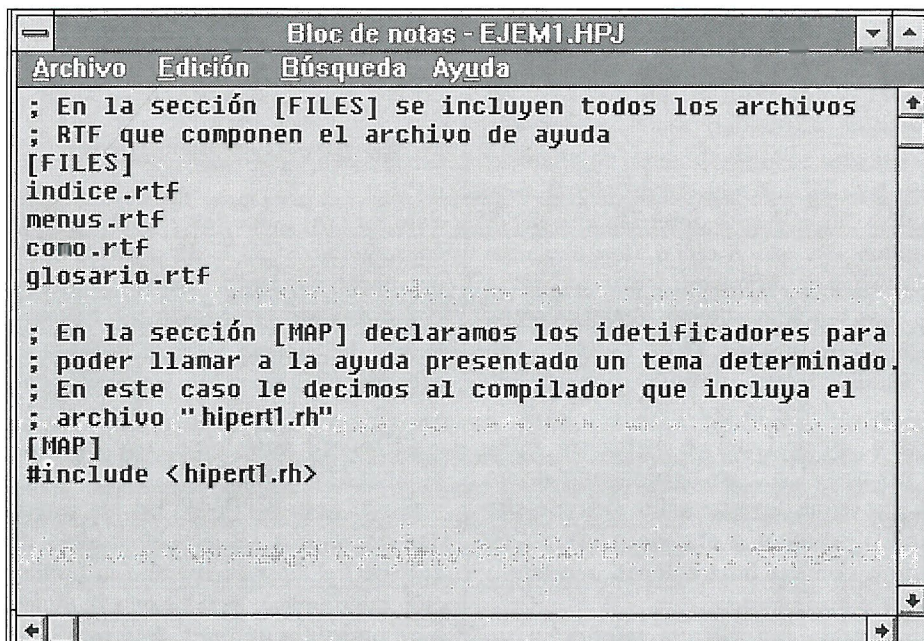 Bloc de notas - EJEM1.HPJ
Archivo Edición Búsqueda Ayuda
; En la sección [FILES] se incluyen todos los archivos
; RTF que componen el archivo de ayuda
[FILES]
indice.rtf
menus.rtf
como.rtf
glosario.rtf
; En la sección [MAP] declaramos los idetificadores para
; poder llamar a la ayuda presentado un tema determinado.
; En este caso le decimos al compilador que incluya el
; archivo "hipert1.rh"
[MAP]
#include <hipert1.rh>